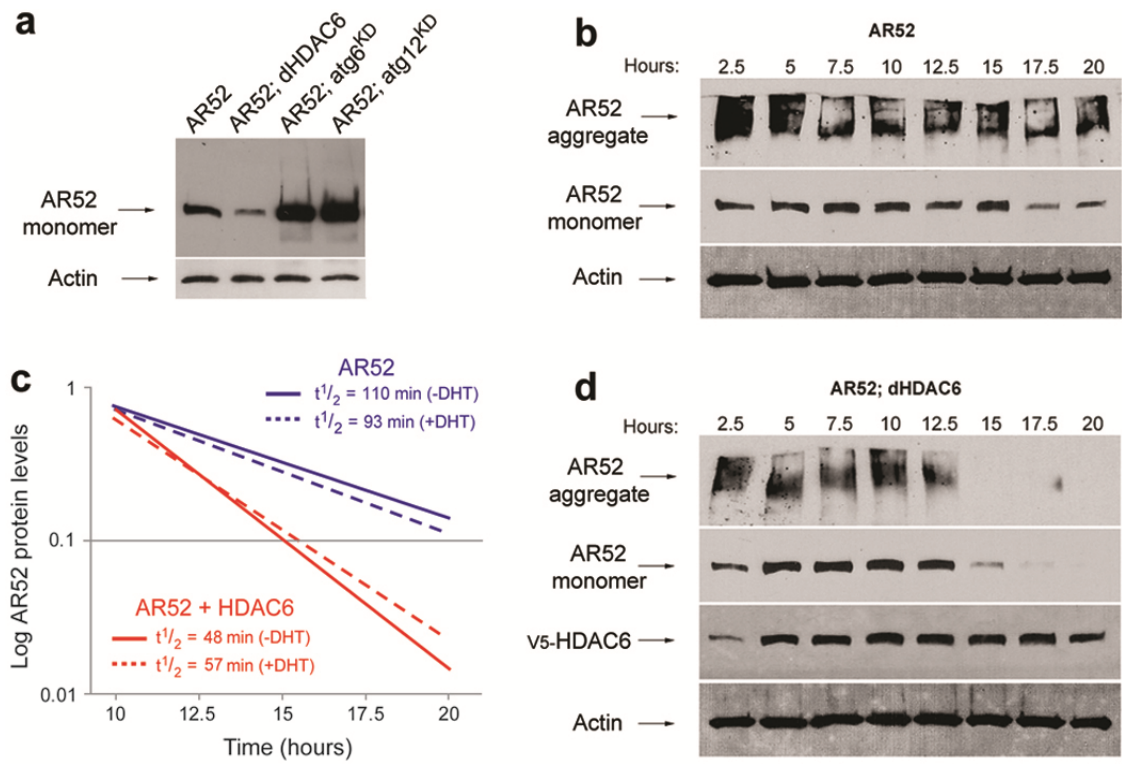 a
AR52
AR52; dHDAC6
AR52; atg6KD
AR52; atg12KD
AR52
monomer
Actin
b
AR52
Hours: 2.5 5 7.5 10 12.5 15 17.5 20
AR52
aggregate
AR52
monomer
Actin
c
AR52
t1/2 = 110 min (-DHT)
t1/2 = 93 min (+DHT)
Log AR52 protein levels
1
0.1
0.01
AR52 + HDAC6
t1/2 = 48 min (-DHT)
t1/2 = 57 min (+DHT)
10 12.5 15 17.5 20
Time (hours)
d
AR52; dHDAC6
Hours: 2.5 5 7.5 10 12.5 15 17.5 20
AR52
aggregate
AR52
monomer
V5-HDAC6
Actin